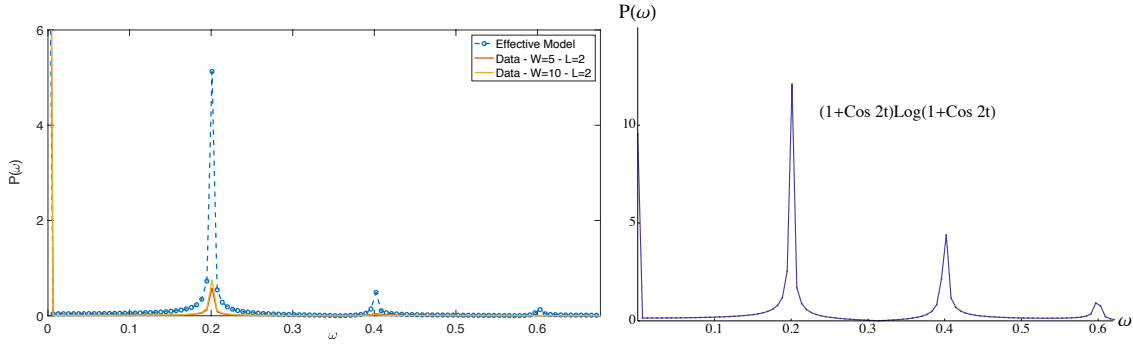 6
4
2
0
P(ω)
0
0.1
0.2
0.3
0.4
0.5
0.6
ω
Effective Model
Data - W=5 - L=2
Data - W=10 - L=2
P(ω)
10
5
0
(1+Cos 2t)Log(1+Cos 2t)
0.1
0.2
0.3
0.4
0.5
0.6
ω